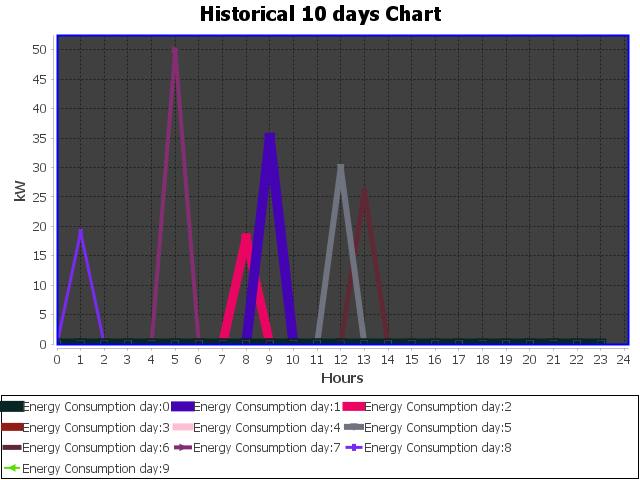 Historical 10 days Chart
50
45
40
35
30
25
20
15
10
5
0
kW
0 1 2 3 4 5 6 7 8 9 10 11 12 13 14 15 16 17 18 19 20 21 22 23 24
Hours
Energy Consumption day:0 Energy Consumption day:1 Energy Consumption day:2
Energy Consumption day:3 Energy Consumption day:4 Energy Consumption day:5
Energy Consumption day:6 Energy Consumption day:7 Energy Consumption day:8
Energy Consumption day:9